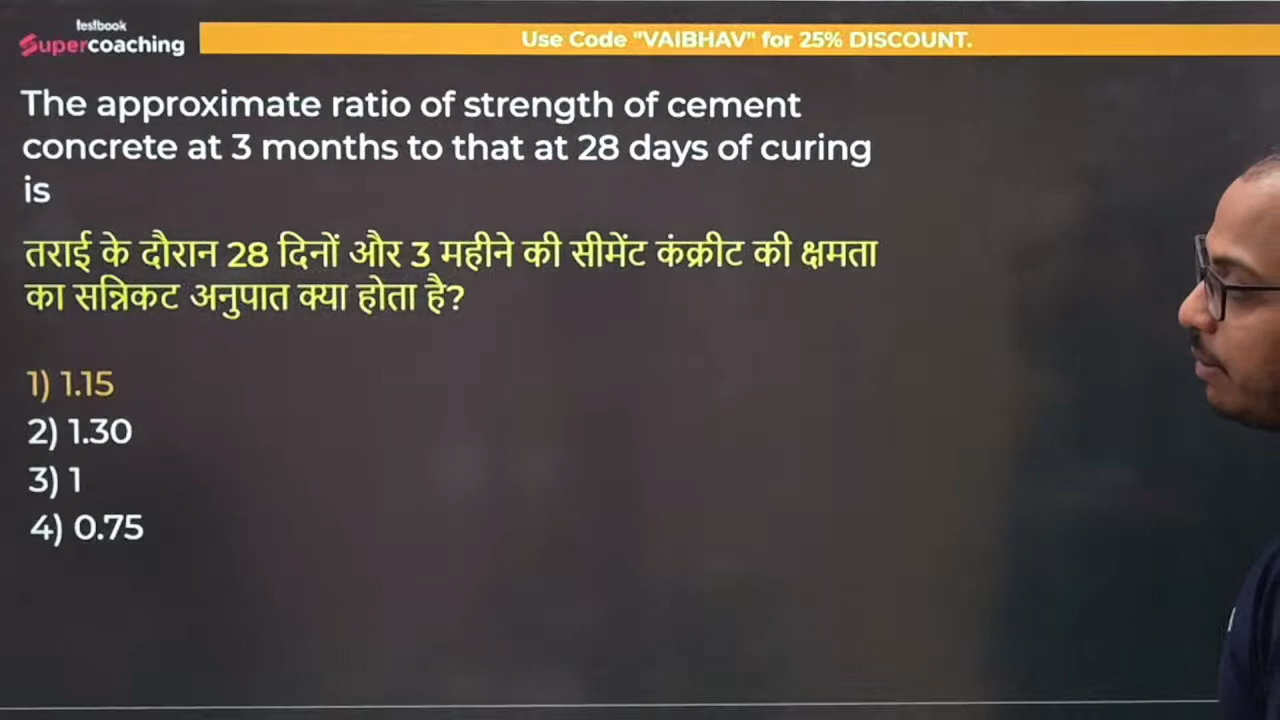 testbook
Supercoaching
Use Code "VAIBHAV" for 25% DISCOUNT.
The approximate ratio of strength of cement
concrete at 3 months to that at 28 days of curing
is
तराई के दौरान 28 दिनों और 3 महीने की सीमेंट कंक्रीट की क्षमता
का सन्निकट अनुपात क्या होता है?
1) 1.15
2) 1.30
3) 1
4) 0.75